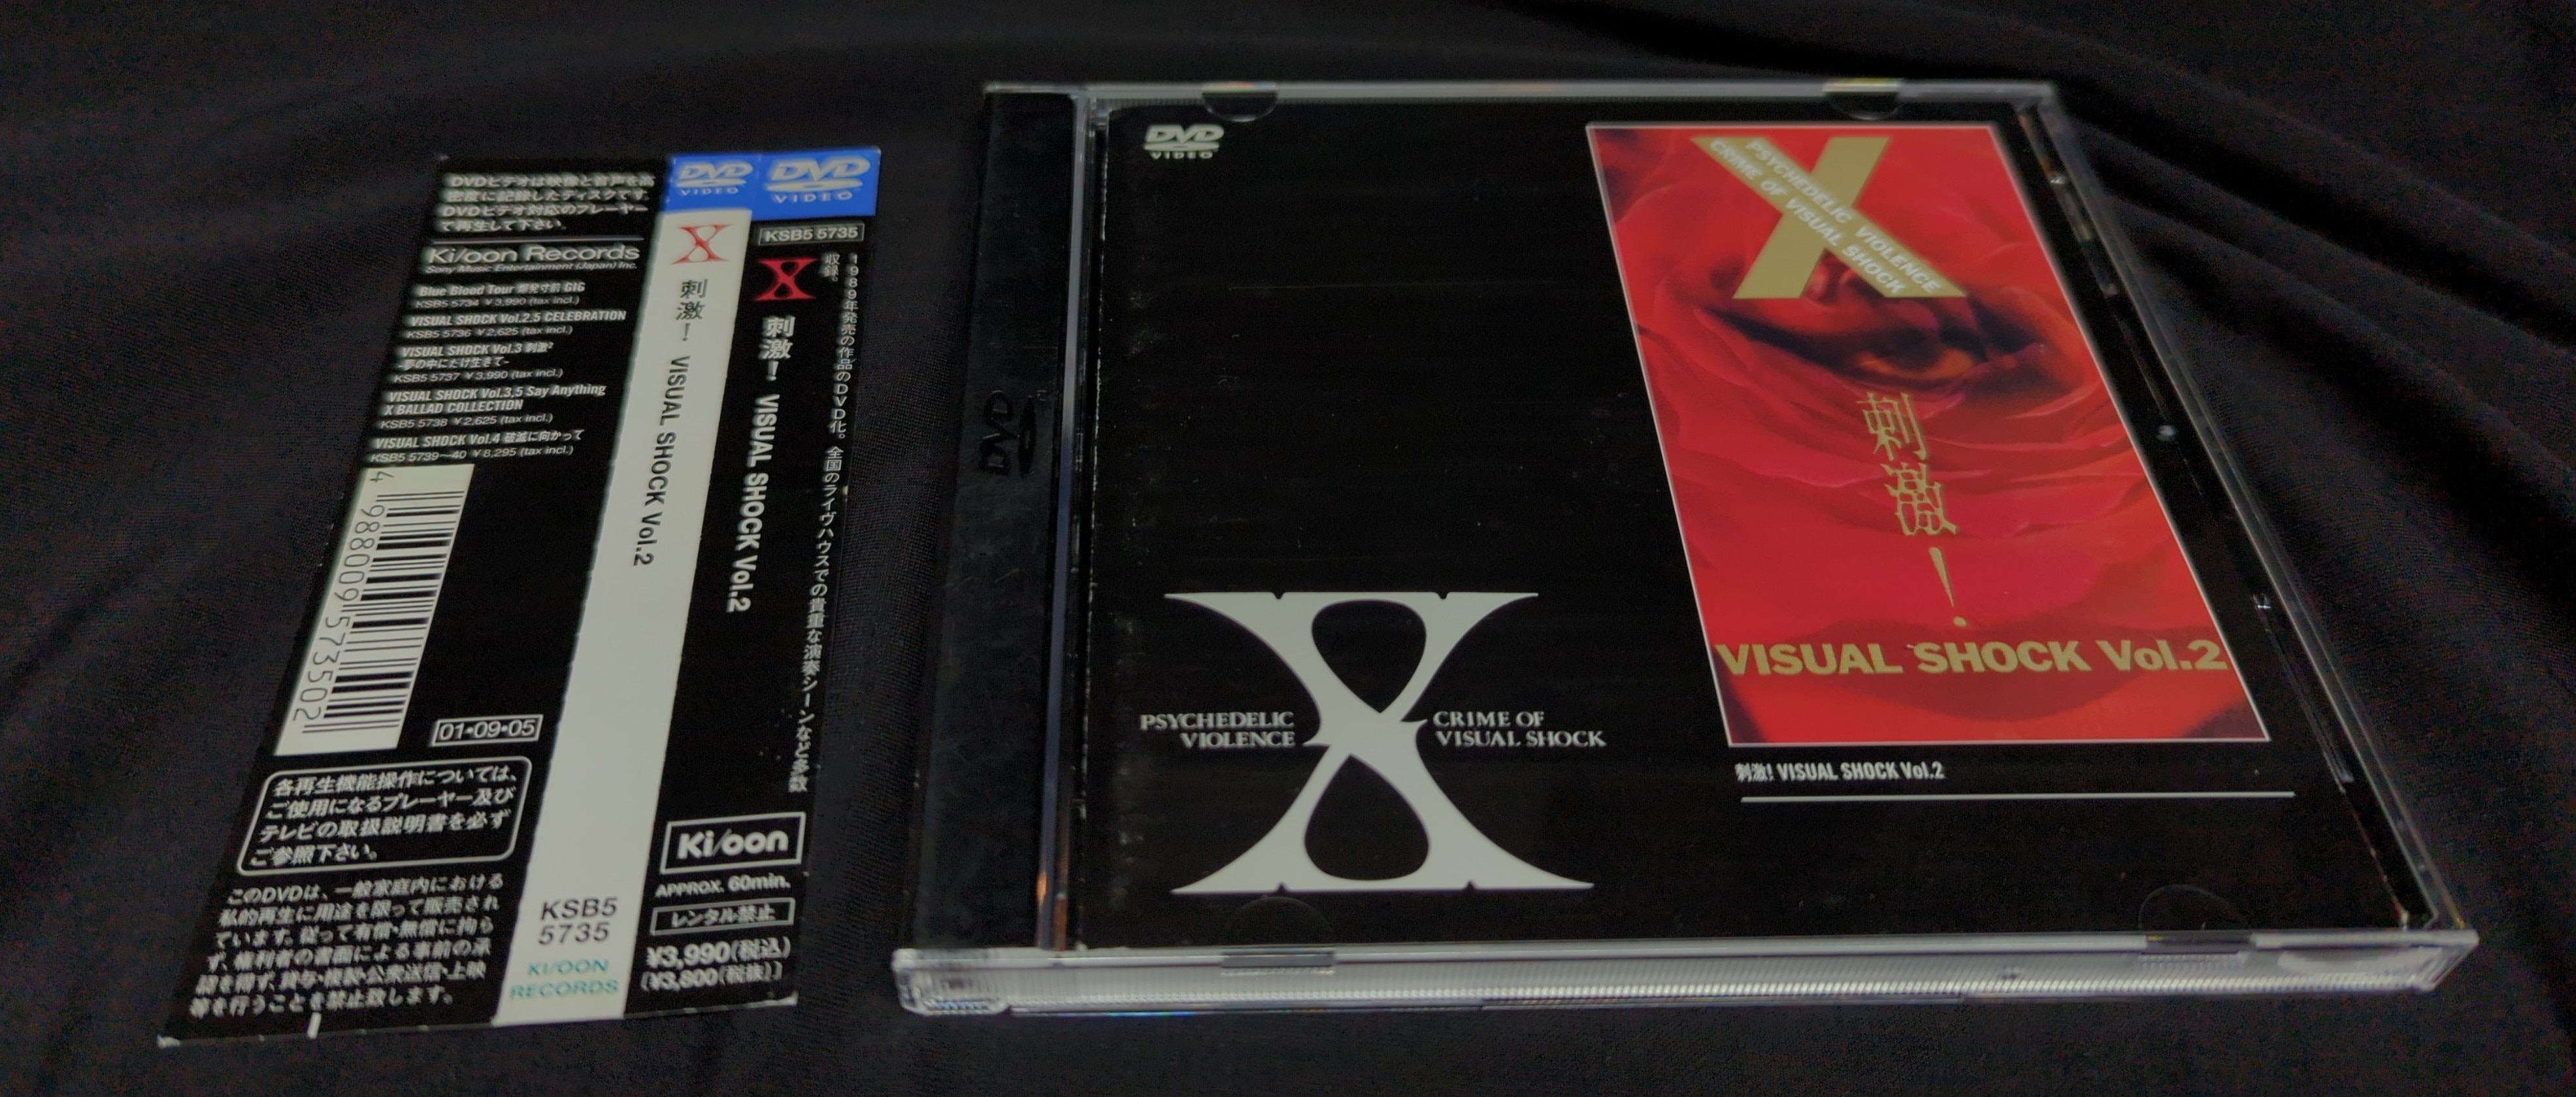 DVDビデオは映像と音声を高
密度に記録したディスクです。
DVDビデオ対応のプレーヤー
で再生して下さい。
Ki/oon Records
Sony Music Entertainment (Japan) Inc.
Blue Blood Tour 爆発寸前 GIG
KSB5 5734 ¥3,990 (tax incl.)
VISUAL SHOCK Vol.2.5 CELEBRATION
KSB5 5736 ¥2,625 (tax incl.)
VISUAL SHOCK Vol.3 刺激²
-夢の中にだけ生きて-
KSB5 5737 ¥3,990 (tax incl.)
VISUAL SHOCK Vol.3.5 Say Anything
X BALLAD COLLECTION
KSB5 5738 ¥2,625 (tax incl.)
VISUAL SHOCK Vol.4 破滅に向かって
KSB5 5739〜40 ¥8,295 (tax incl.)
4 988009 573502
01•09•05
各再生機能操作については、
ご使用になるプレーヤー及び
テレビの取扱説明書を必ず
ご参照下さい。
このDVDは、一般家庭内における
私的再生に用途を限って販売され
ています。従って有償・無償に拘ら
ず、権利者の書面による事前の承
諾を得ず、貸与・複製・公衆送信・上映
等を行うことを禁止致します。
DVD
VIDEO
X
刺激! VISUAL SHOCK Vol.2
KSB5
5735
KI/OON
RECORDS
DVD
VIDEO
KSB5 5735
X
刺激! VISUAL SHOCK Vol.2
1989年発売の作品のDVD化。全国のライヴハウスでの貴重な演奏シーンなど多数
収録。
Ki/oon
APPROX. 60min.
レンタル禁止
¥3,990(税込)
(¥3,800(税抜))
DVD
DVD
VIDEO
X
PSYCHEDELIC
VIOLENCE
CRIME OF
VISUAL SHOCK
X
PSYCHEDELIC VIOLENCE
CRIME OF VISUAL SHOCK
刺激!
VISUAL SHOCK Vol.2
刺激! VISUAL SHOCK Vol.2